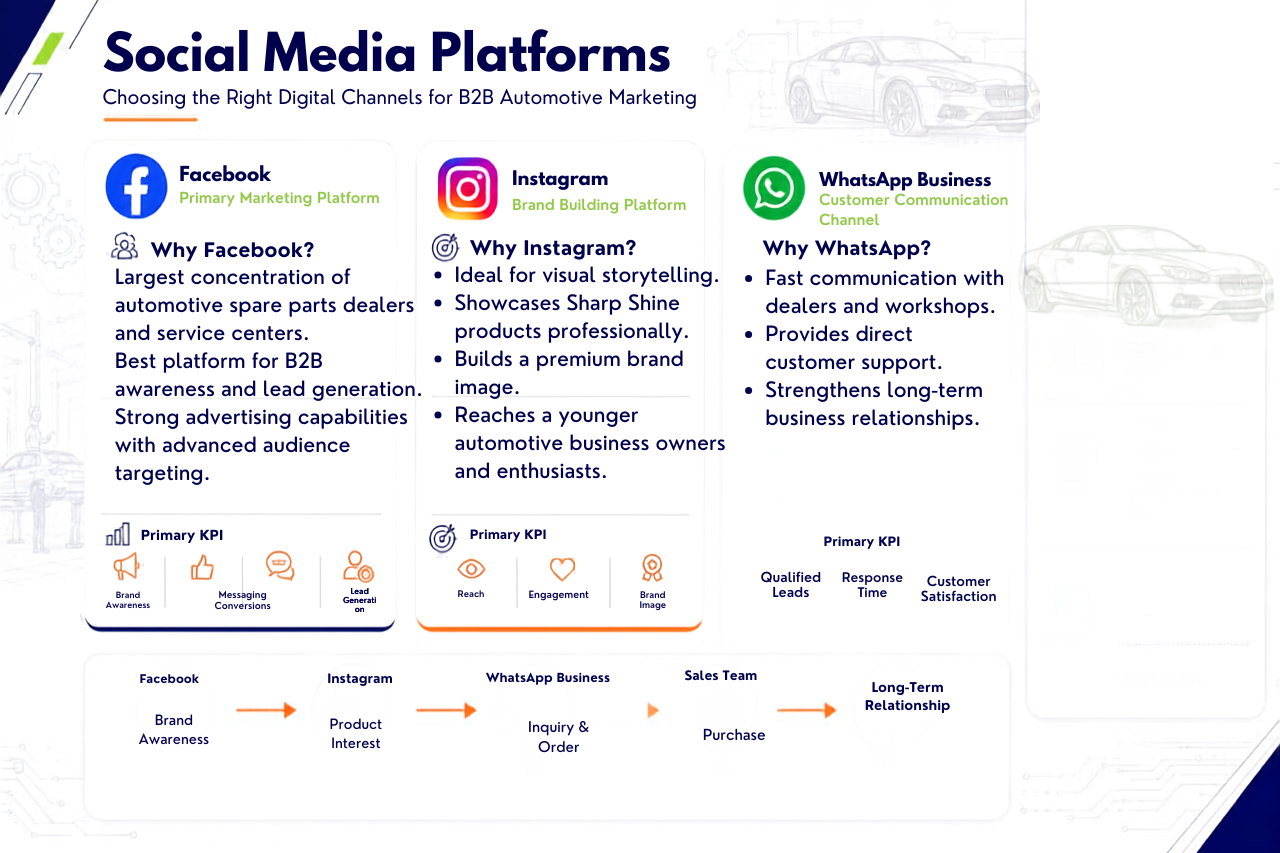 Social Media Platforms
Choosing the Right Digital Channels for B2B Automotive Marketing
Facebook
Primary Marketing Platform
Why Facebook?
Largest concentration of
automotive spare parts dealers
and service centers.
Best platform for B2B
awareness and lead generation.
Strong advertising capabilities
with advanced audience
targeting.
Primary KPI
Brand
Awareness
Messaging
Conversions
Lead
Generati
on
Instagram
Brand Building Platform
Why Instagram?
• Ideal for visual storytelling.
• Showcases Sharp Shine
products professionally.
• Builds a premium brand
image.
• Reaches a younger
automotive business owners
and enthusiasts.
Primary KPI
Reach
Engagement
Brand
Image
WhatsApp Business
Customer Communication
Channel
Why WhatsApp?
• Fast communication with
dealers and workshops.
• Provides direct
customer support.
• Strengthens long-term
business relationships.
Primary KPI
Qualified
Leads
Response
Time
Customer
Satisfaction
Facebook
Brand
Awareness
Instagram
Product
Interest
WhatsApp Business
Inquiry &
Order
Sales Team
Purchase
Long-Term
Relationship